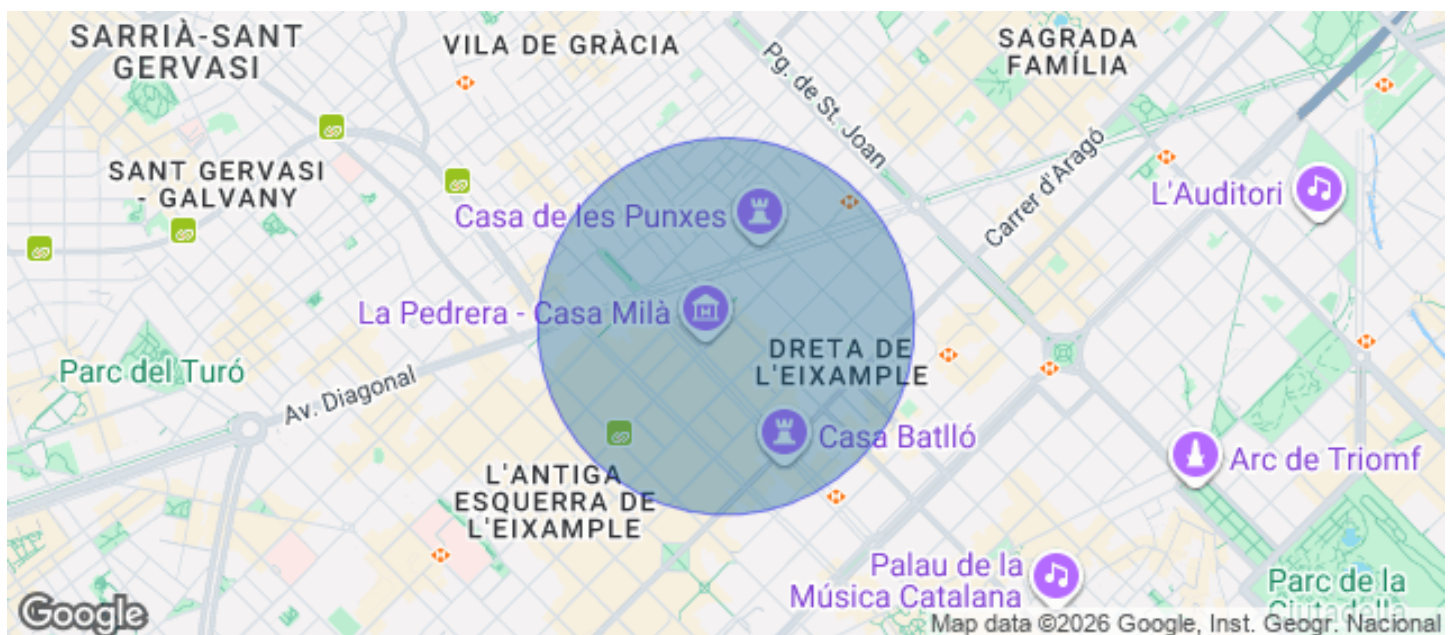 SARRIÀ-SANT
GERVASI
VILA DE GRÀCIA
SAGRADA
FAMÍLIA
Pg. de St. Joan
Carrer d'Aragó
SANT GERVASI
- GALVANY
L'Auditori
Casa de les Punxes
La Pedrera - Casa Milà
DRETA DE
L'EIXAMPLE
Parc del Turó
Av. Diagonal
Casa Batlló
Arc de Triomf
L'ANTIGA
ESQUERRA DE
L'EIXAMPLE
Palau de la
Música Catalana
Parc de la
Ciutadella
Google
Map data ©2026 Google, Inst. Geogr. Nacional